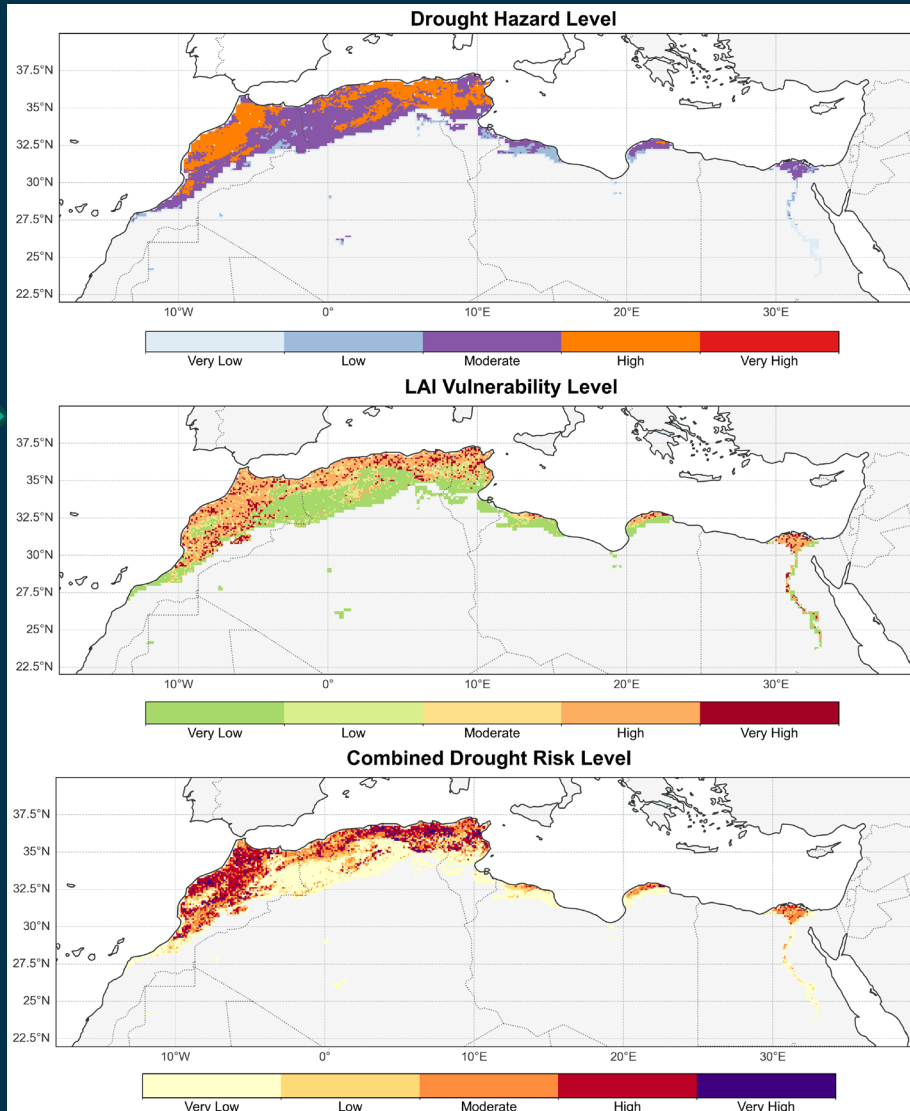 Drought Hazard Level
37.5°N
35°N
32.5°N
30°N
27.5°N
25°N
22.5°N
10°W 0° 10°E 20°E 30°E
Very Low Low Moderate High Very High
LAI Vulnerability Level
37.5°N
35°N
32.5°N
30°N
27.5°N
25°N
22.5°N
10°W 0° 10°E 20°E 30°E
Very Low Low Moderate High Very High
Combined Drought Risk Level
37.5°N
35°N
32.5°N
30°N
27.5°N
25°N
22.5°N
10°W 0° 10°E 20°E 30°E
Very Low Low Moderate High Very High